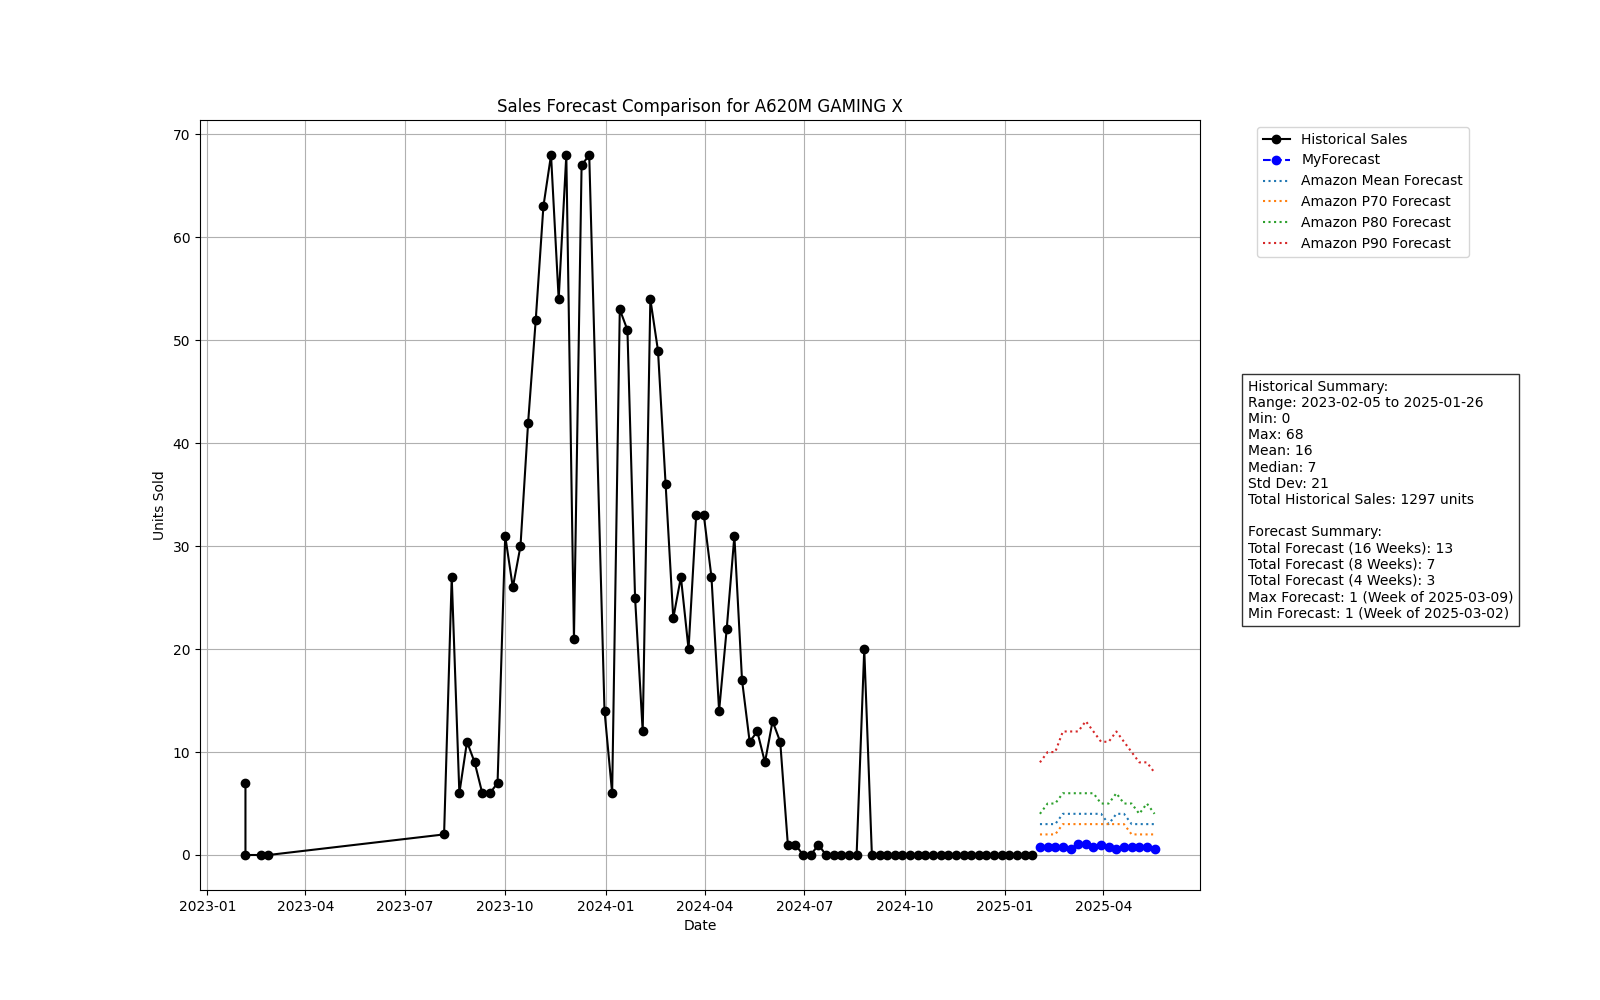 Sales Forecast Comparison for A620M GAMING X
70
60
50
40
30
20
10
0
Units Sold
2023-01
2023-04
2023-07
2023-10
2024-01
2024-04
2024-07
2024-10
2025-01
2025-04
Date
Historical Sales
MyForecast
Amazon Mean Forecast
Amazon P70 Forecast
Amazon P80 Forecast
Amazon P90 Forecast
Historical Summary:
Range: 2023-02-05 to 2025-01-26
Min: 0
Max: 68
Mean: 16
Median: 7
Std Dev: 21
Total Historical Sales: 1297 units
Forecast Summary:
Total Forecast (16 Weeks): 13
Total Forecast (8 Weeks): 7
Total Forecast (4 Weeks): 3
Max Forecast: 1 (Week of 2025-03-09)
Min Forecast: 1 (Week of 2025-03-02)